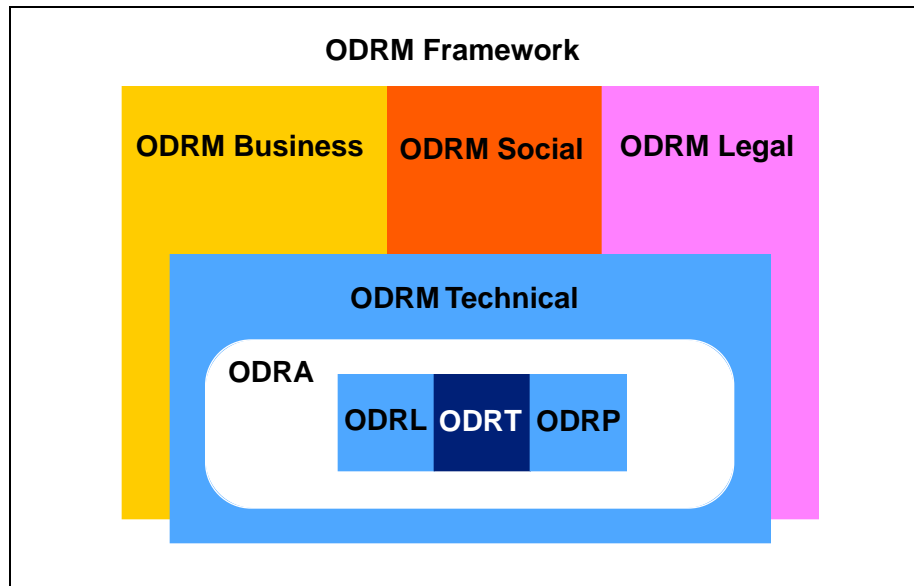 ODRM Framework
ODRM Business
ODRM Social
ODRM Legal
ODRM Technical
ODRA
ODRL
ODRT
ODRP